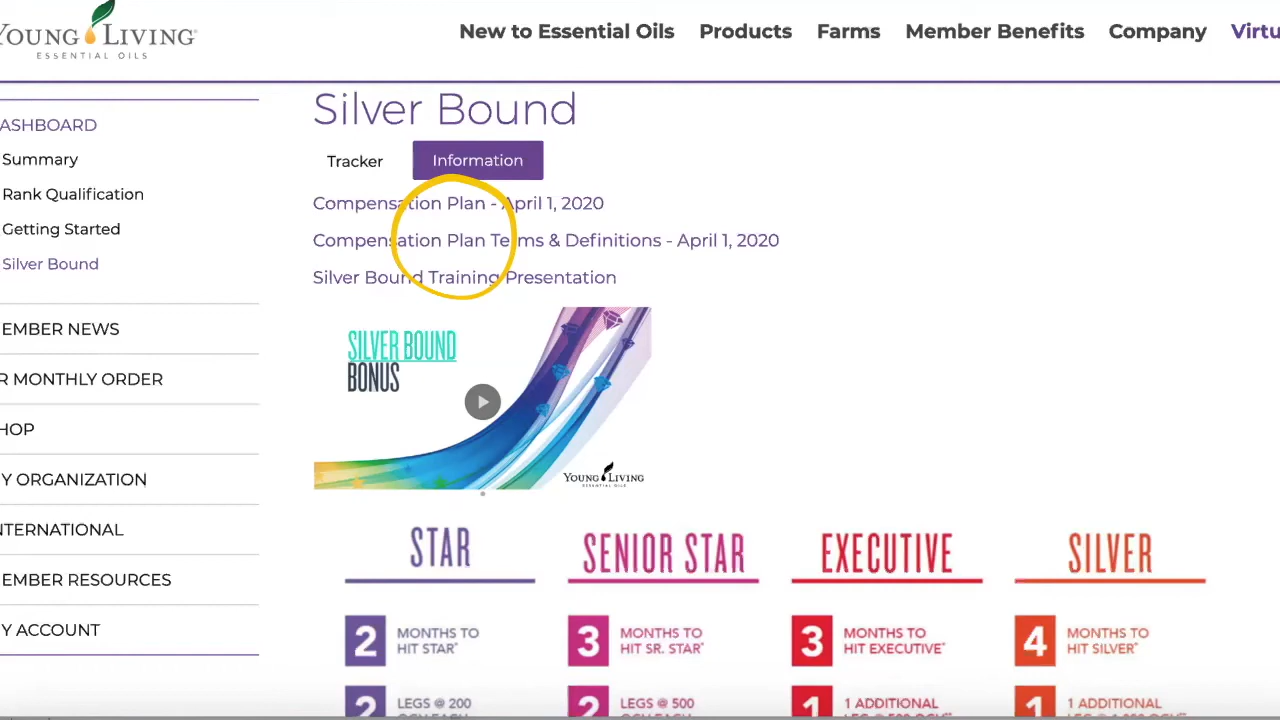 YOUNG LIVING
ESSENTIAL OILS
New to Essential Oils Products Farms Member Benefits Company Virtu
ASHBOARD
Summary
Rank Qualification
Getting Started
Silver Bound
EMBER NEWS
R MONTHLY ORDER
HOP
Y ORGANIZATION
NTERNATIONAL
EMBER RESOURCES
Y ACCOUNT
Silver Bound
Tracker Information
Compensation Plan - April 1, 2020
Compensation Plan Terms & Definitions - April 1, 2020
Silver Bound Training Presentation
SILVER BOUND
BONUS
YOUNG LIVING
ESSENTIAL OILS
STAR SENIOR STAR EXECUTIVE SILVER
2 MONTHS TO HIT STAR*
3 MONTHS TO HIT SR. STAR*
3 MONTHS TO HIT EXECUTIVE*
4 MONTHS TO HIT SILVER*
2 LEGS @ 200
2 LEGS @ 500
1 1 ADDITIONAL
1 1 ADDITIONAL